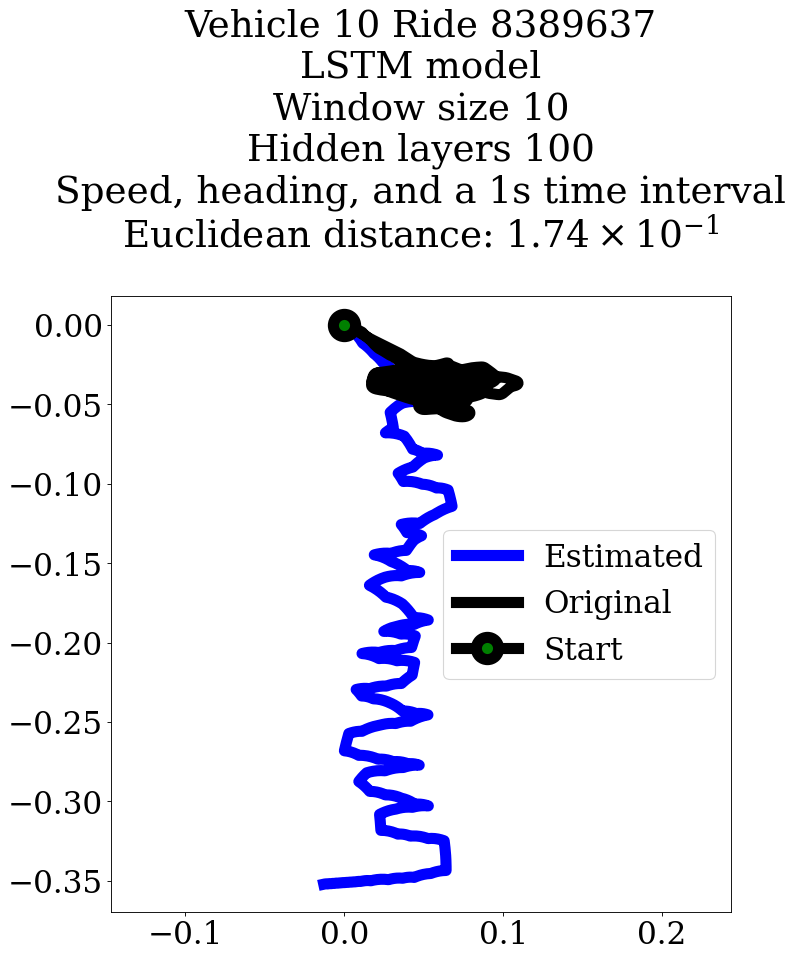 Vehicle 10 Ride 8389637
LSTM model
Window size 10
Hidden layers 100
Speed, heading, and a 1s time interval
Euclidean distance: 1.74 × 10⁻¹
0.00
−0.05
−0.10
−0.15
−0.20
−0.25
−0.30
−0.35
Estimated
Original
Start
−0.1 0.0 0.1 0.2